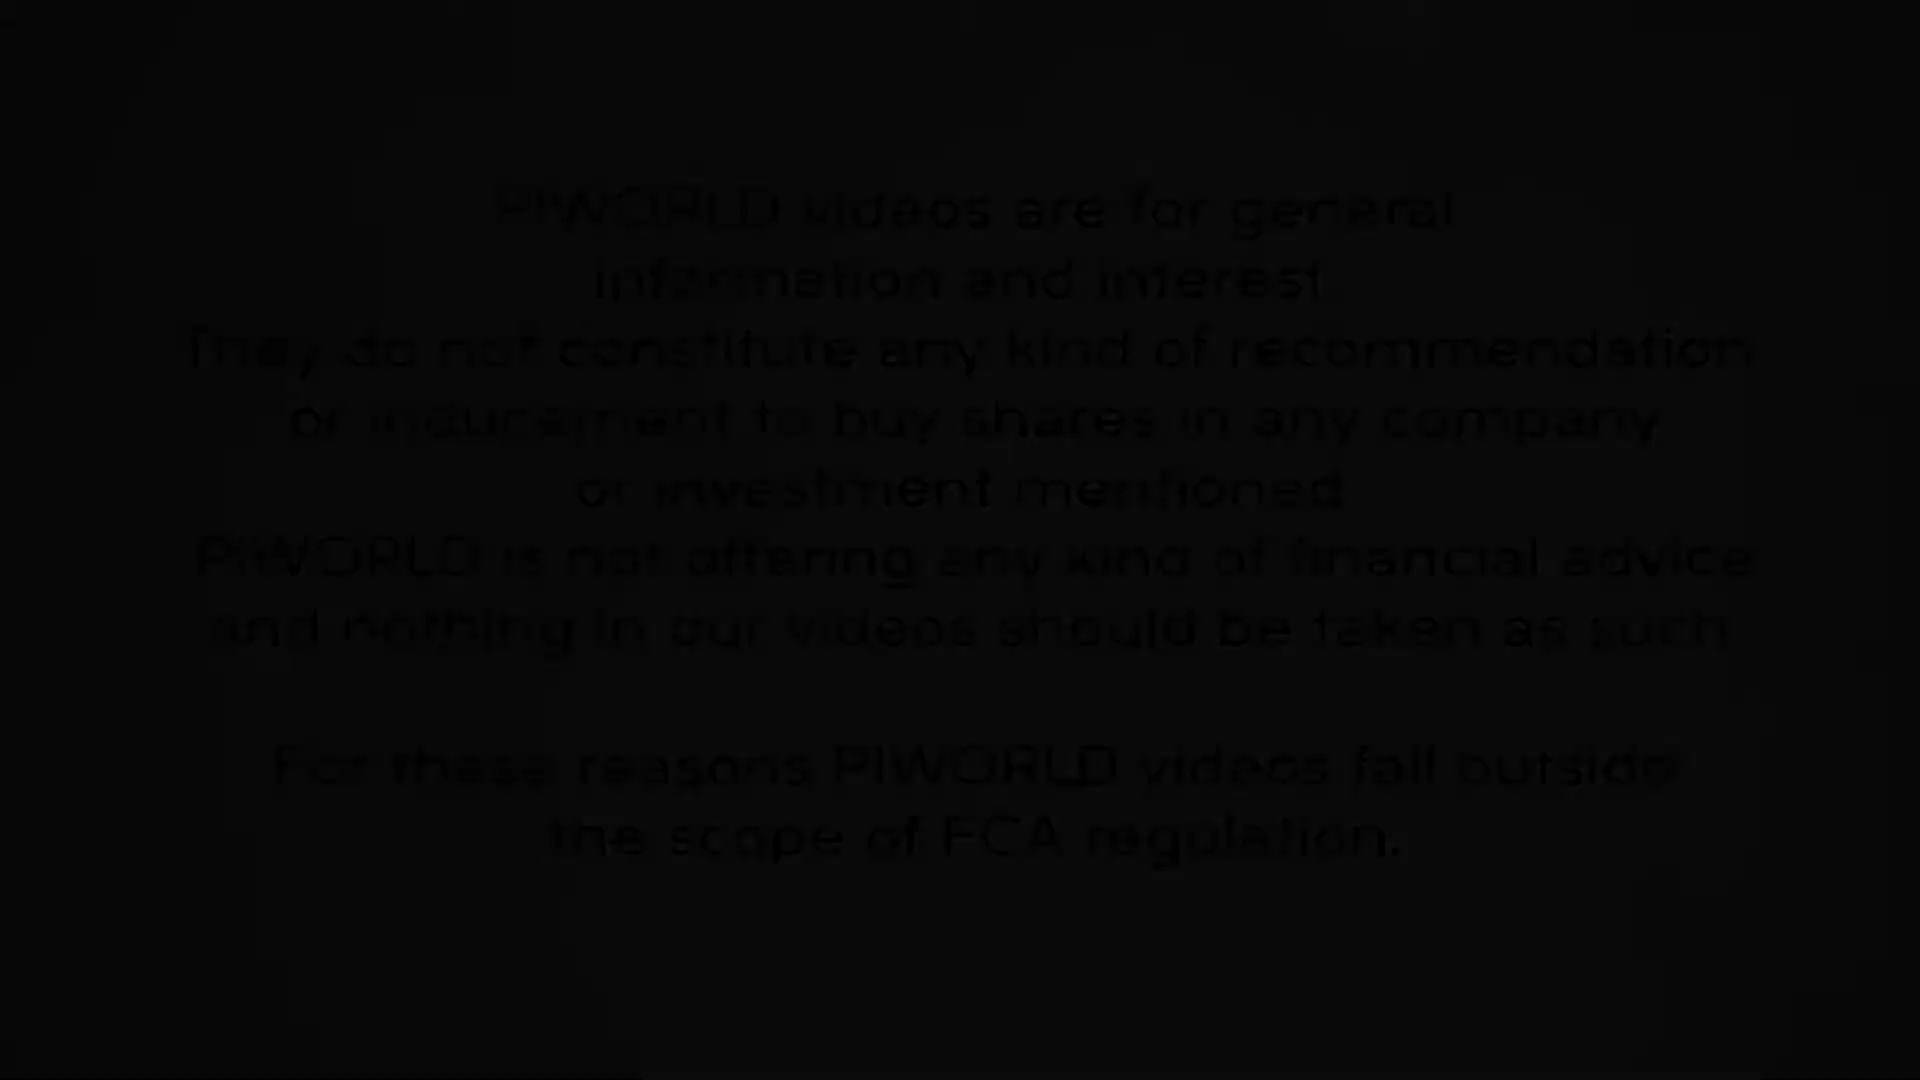 PIWORLD videos are for general
information and interest
They do not constitute any kind of recommendation
or inducement to buy shares in any company
or investment mentioned
PIWORLD is not offering any kind of financial advice
and nothing in our videos should be taken as such
For these reasons PIWORLD videos fall outside
the scope of FCA regulation.